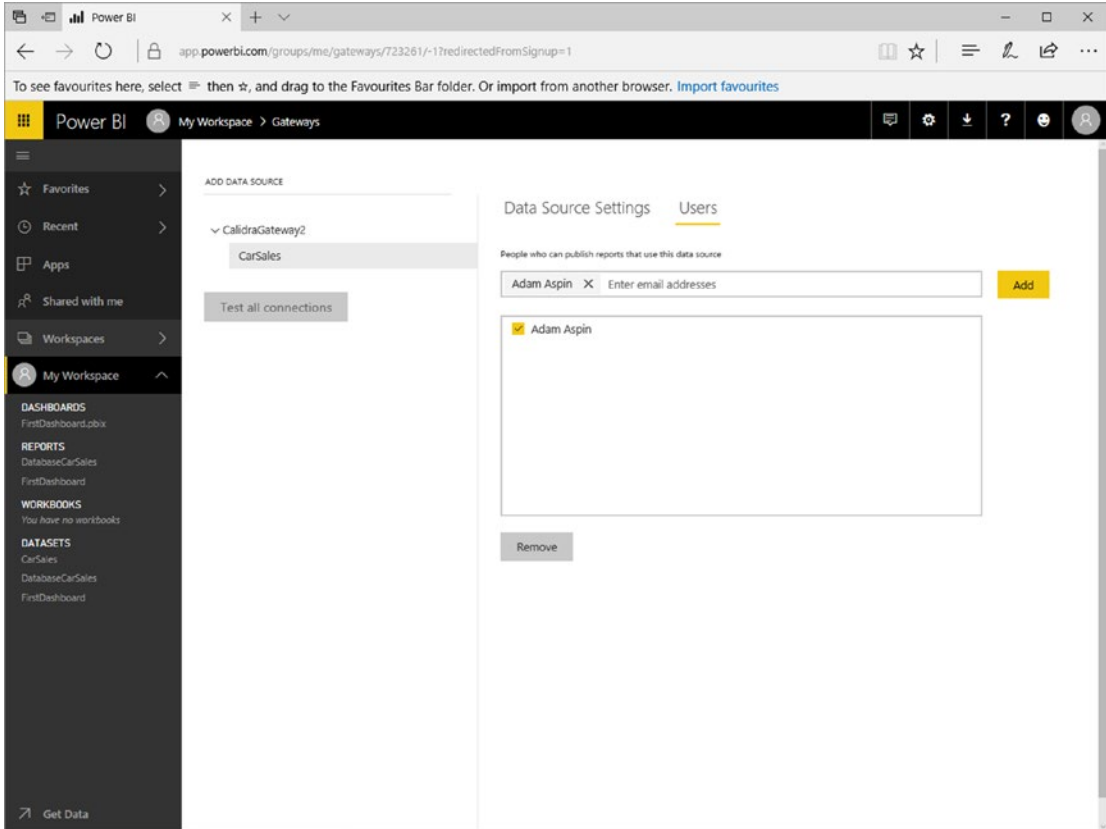 Power BI
app.powerbi.com/groups/me/gateways/723261/-1?redirectedFromSignup=1
To see favourites here, select then ☆, and drag to the Favourites Bar folder. Or import from another browser. Import favourites
Power BI My Workspace > Gateways ?
Favorites
Recent
Apps
Shared with me
Workspaces
My Workspace
DASHBOARDS
FirstDashboard.pbix
REPORTS
DatabaseCarSales
FirstDashboard
WORKBOOKS
You have no workbooks
DATASETS
CarSales
DatabaseCarSales
FirstDashboard
Get Data
ADD DATA SOURCE
CalidraGateway2
CarSales
Test all connections
Data Source Settings Users
People who can publish reports that use this data source
Adam Aspin X Enter email addresses Add
Adam Aspin
Remove